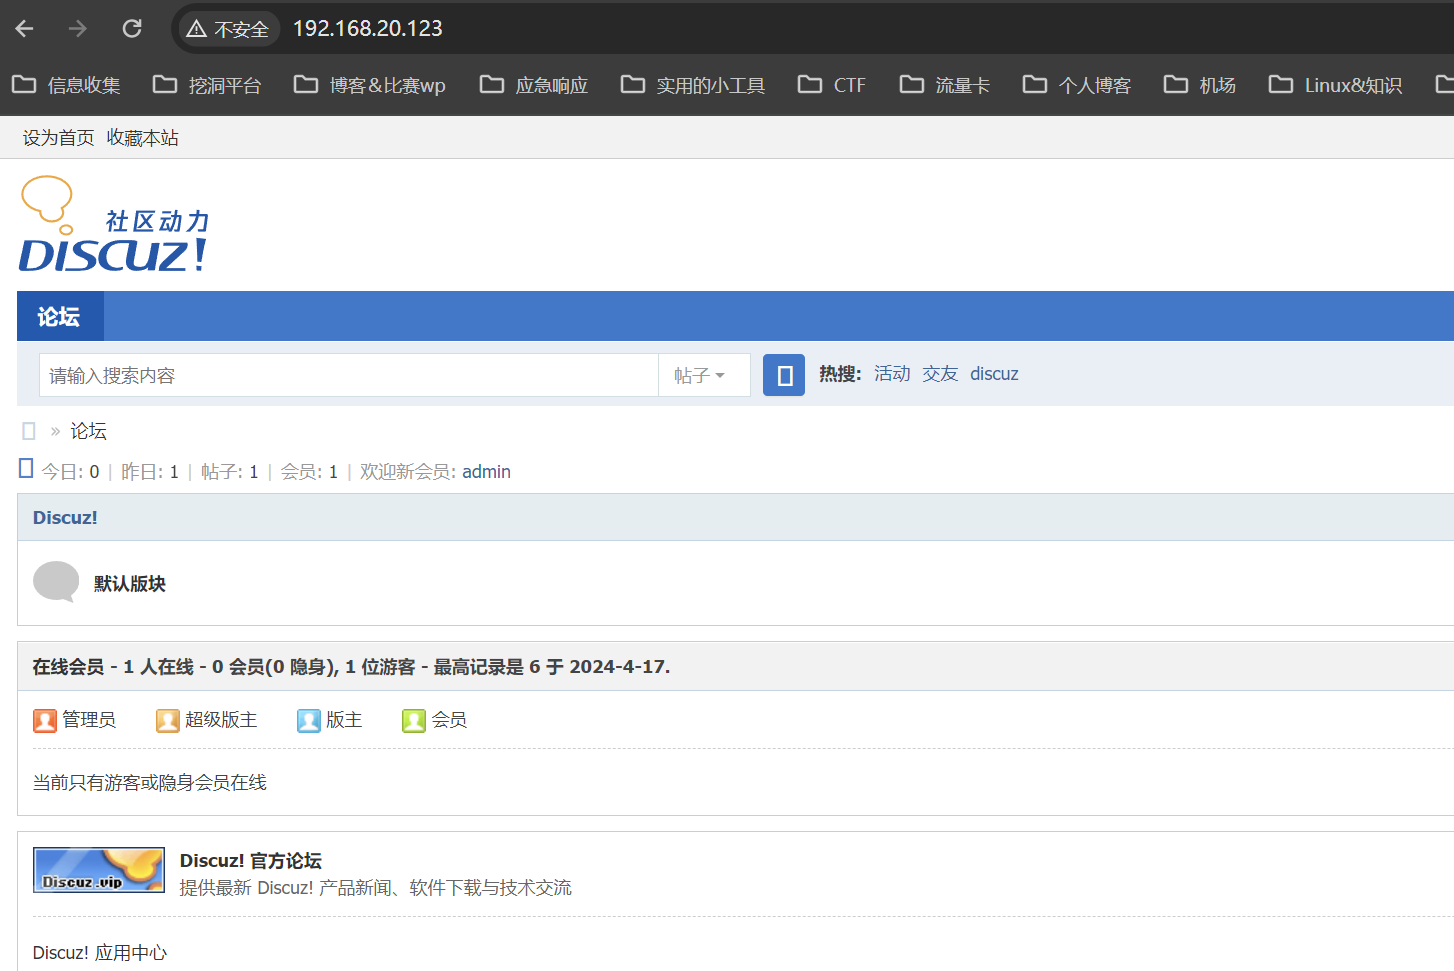 不安全 192.168.20.123
信息收集 挖洞平台 博客&比赛wp 应急响应 实用的小工具 CTF 流量卡 个人博客 机场 Linux&知识
设为首页 收藏本站
社区动力
DISCUZ!
论坛
请输入搜索内容 帖子 热搜: 活动 交友 discuz
» 论坛
今日: 0 | 昨日: 1 | 帖子: 1 | 会员: 1 | 欢迎新会员: admin
Discuz!
默认版块
在线会员 - 1 人在线 - 0 会员(0 隐身), 1 位游客 - 最高记录是 6 于 2024-4-17.
管理员 超级版主 版主 会员
当前只有游客或隐身会员在线
Discuz! 官方论坛
Discuz.vip
提供最新 Discuz! 产品新闻、软件下载与技术交流
Discuz! 应用中心